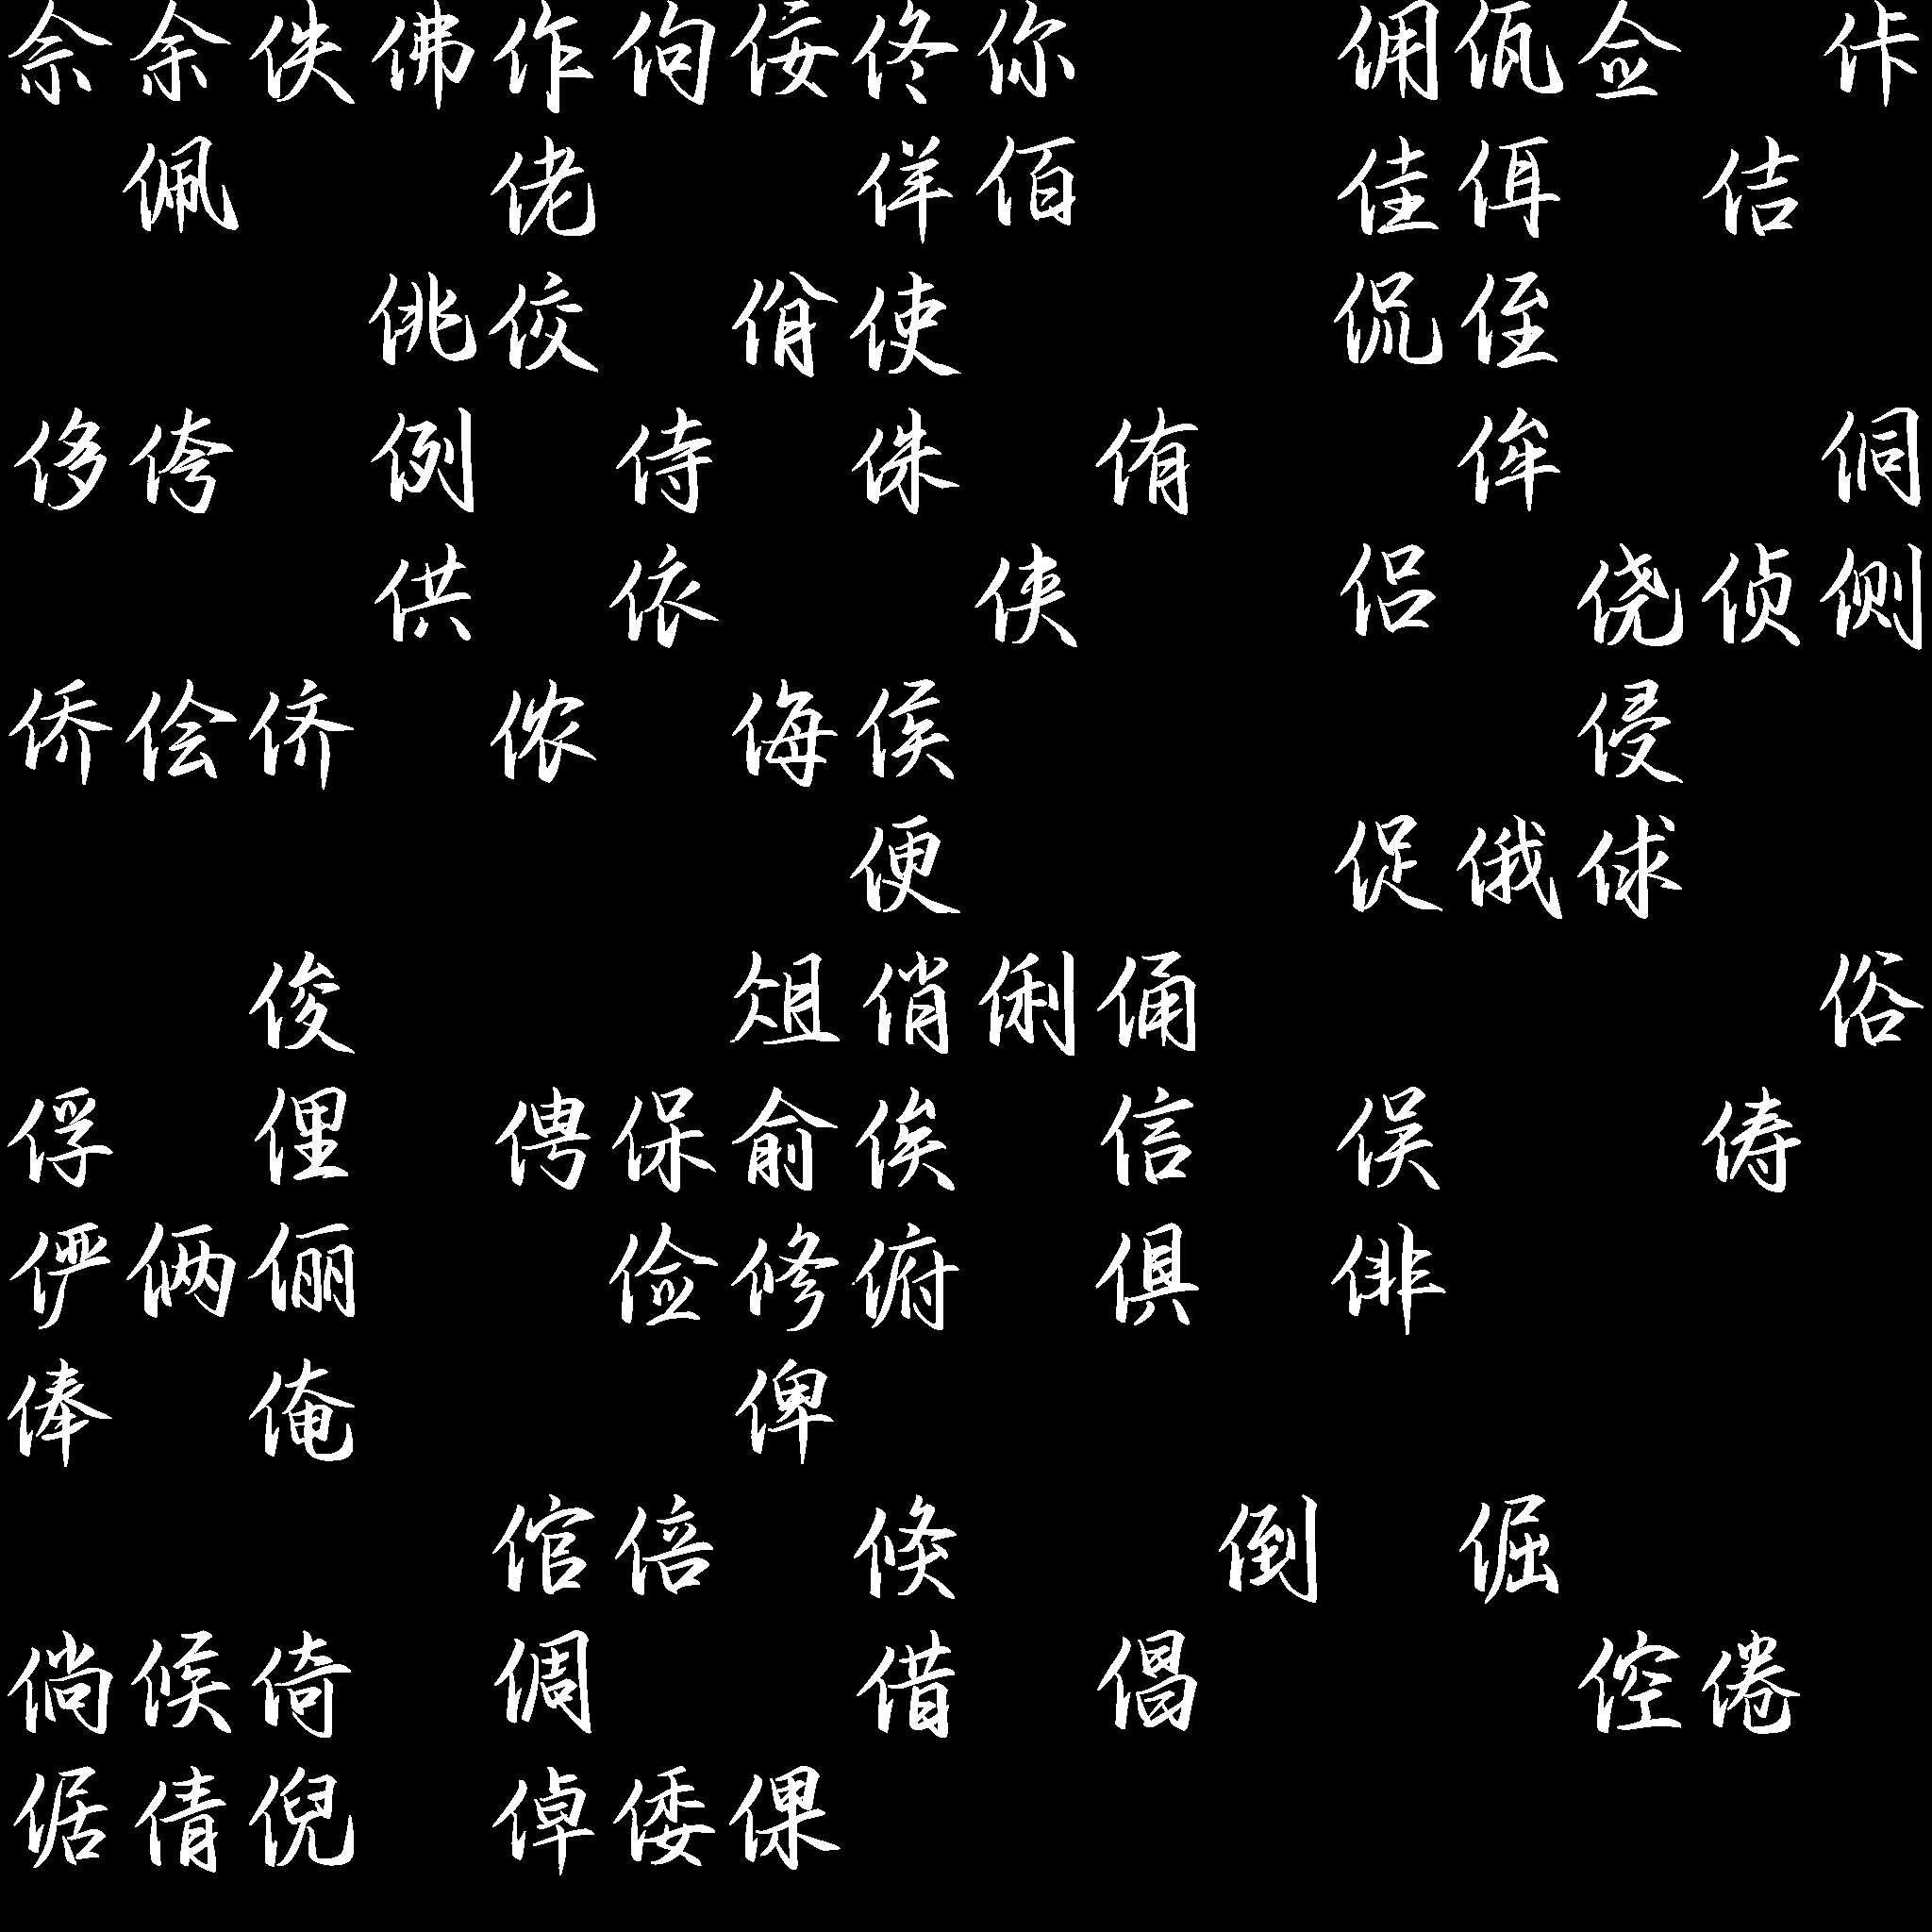 佘余佚佛作佝佞佟你 佣佤佥 佧
佩 佬 佯佰 佳佴 佶
佻佼 佾使 侃侄
侈侉 例 侍 侏 侑 侔 侗
供 依 侠 侣 侥侦侧
侨侩侪 侬 侮侯 侵
便 促俄俅
俊 俎俏俐俑 俗
俘 俚 俜保俞俟 信 俣 俦
俨俩俪 俭修俯 俱 俳
俸 俺 俾
倌倍 倏 倒 倔
倘候倚 倜 借 倡 倥倦
倨倩倪 倬倭倮